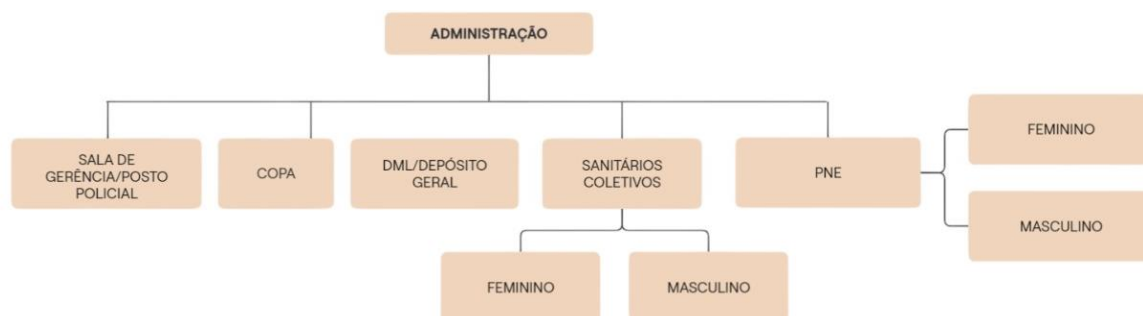 ADMINISTRAÇÃO
SALA DE
GERÊNCIA/POSTO
POLICIAL
COPA
DML/DEPÓSITO
GERAL
SANITÁRIOS
COLETIVOS
PNE
FEMININO
MASCULINO
FEMININO
MASCULINO